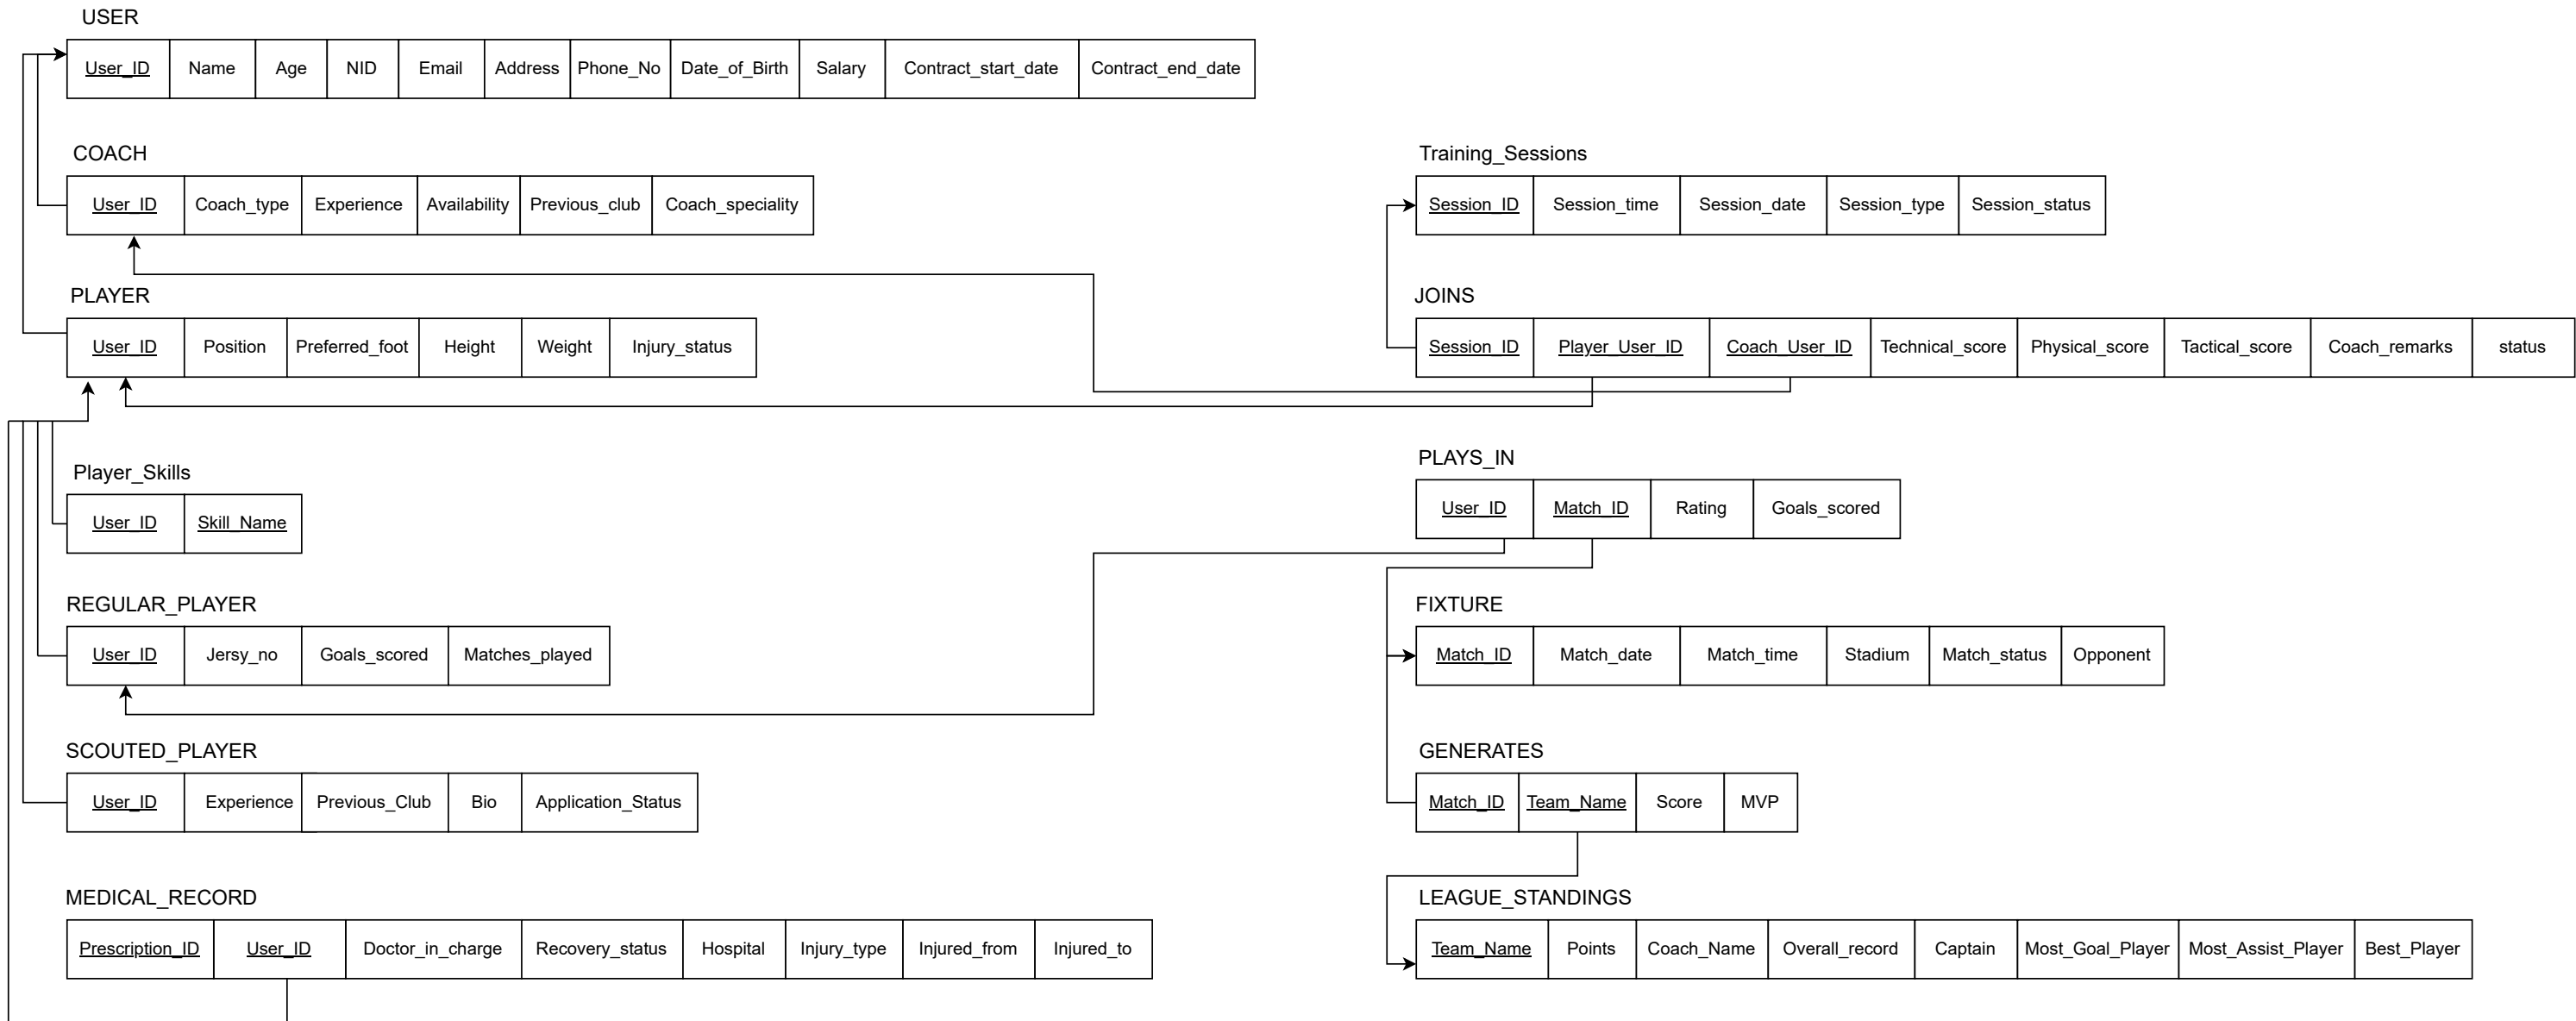 USER
User_ID Name Age NID Email Address Phone_No Date_of_Birth Salary Contract_start_date Contract_end_date
COACH
User_ID Coach_type Experience Availability Previous_club Coach_speciality
PLAYER
User_ID Position Preferred_foot Height Weight Injury_status
Player_Skills
User_ID Skill_Name
REGULAR_PLAYER
User_ID Jersy_no Goals_scored Matches_played
SCOUTED_PLAYER
User_ID Experience Previous_Club Bio Application_Status
MEDICAL_RECORD
Prescription_ID User_ID Doctor_in_charge Recovery_status Hospital Injury_type Injured_from Injured_to
Training_Sessions
Session_ID Session_time Session_date Session_type Session_status
JOINS
Session_ID Player_User_ID Coach_User_ID Technical_score Physical_score Tactical_score Coach_remarks status
PLAYS_IN
User_ID Match_ID Rating Goals_scored
FIXTURE
Match_ID Match_date Match_time Stadium Match_status Opponent
GENERATES
Match_ID Team_Name Score MVP
LEAGUE_STANDINGS
Team_Name Points Coach_Name Overall_record Captain Most_Goal_Player Most_Assist_Player Best_Player